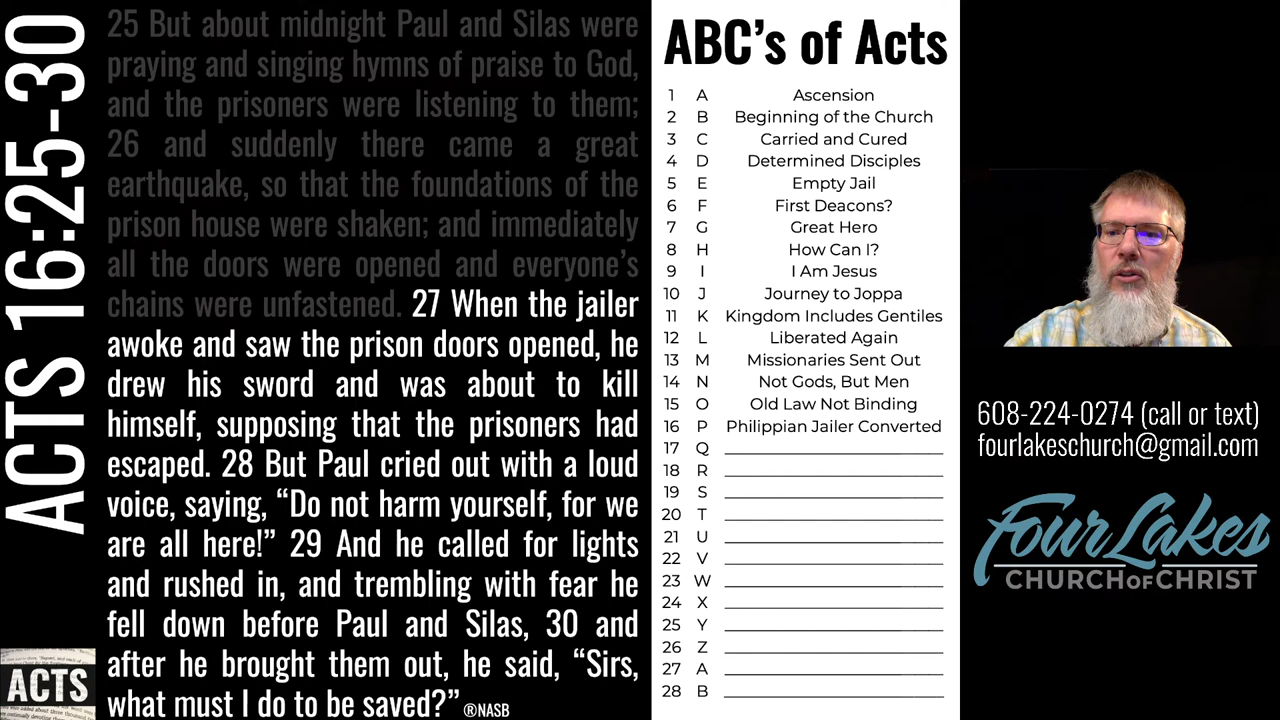 ACTS 16:25-30
25 But about midnight Paul and Silas were
praying and singing hymns of praise to God,
and the prisoners were listening to them;
26 and suddenly there came a great
earthquake, so that the foundations of the
prison house were shaken; and immediately
all the doors were opened and everyone's
chains were unfastened. 27 When the jailer
awoke and saw the prison doors opened, he
drew his sword and was about to kill
himself, supposing that the prisoners had
escaped. 28 But Paul cried out with a loud
voice, saying, “Do not harm yourself, for we
are all here!” 29 And he called for lights
and rushed in, and trembling with fear he
fell down before Paul and Silas, 30 and
after he brought them out, he said, “Sirs,
what must I do to be saved?” ®NASB
ACTS
ABC's of Acts
1 A Ascension
2 B Beginning of the Church
3 C Carried and Cured
4 D Determined Disciples
5 E Empty Jail
6 F First Deacons?
7 G Great Hero
8 H How Can I?
9 I I Am Jesus
10 J Journey to Joppa
11 K Kingdom Includes Gentiles
12 L Liberated Again
13 M Missionaries Sent Out
14 N Not Gods, But Men
15 O Old Law Not Binding
16 P Philippian Jailer Converted
17 Q
18 R
19 S
20 T
21 U
22 V
23 W
24 X
25 Y
26 Z
27 A
28 B
608-224-0274 (call or text)
fourlakeschurch@gmail.com
Four Lakes
CHURCH OF CHRIST